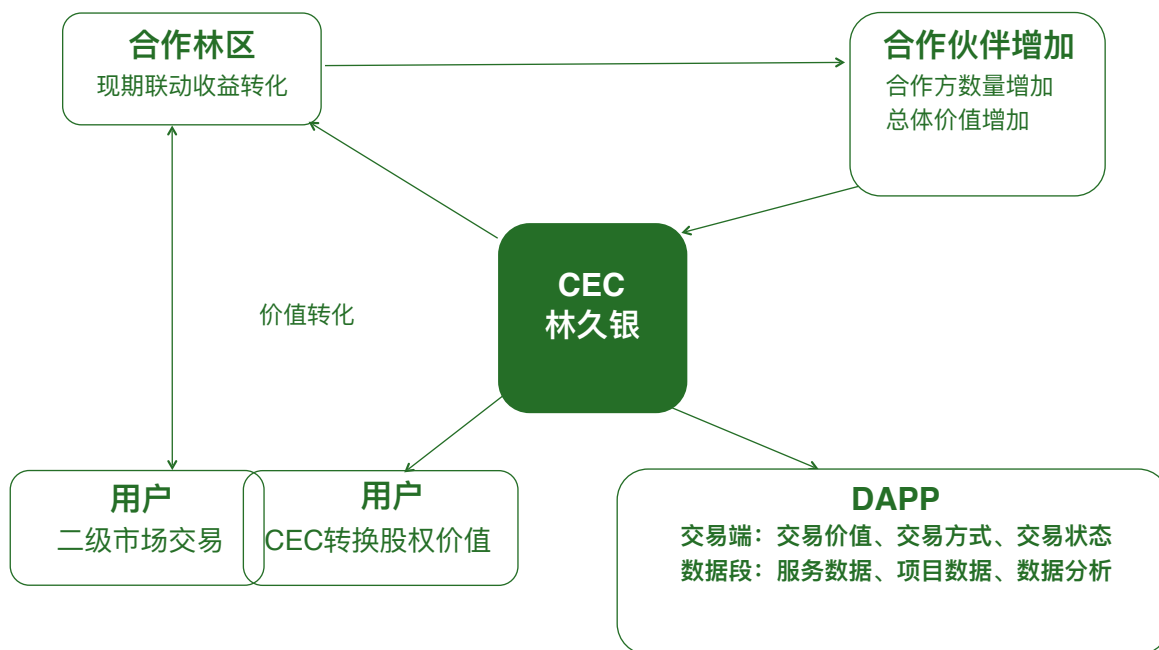 合作林区
现期联动收益转化
合作伙伴增加
合作方数量增加
总体价值增加
CEC
林久银
价值转化
用户
二级市场交易
用户
CEC转换股权价值
DAPP
交易端：交易价值、交易方式、交易状态
数据段：服务数据、项目数据、数据分析